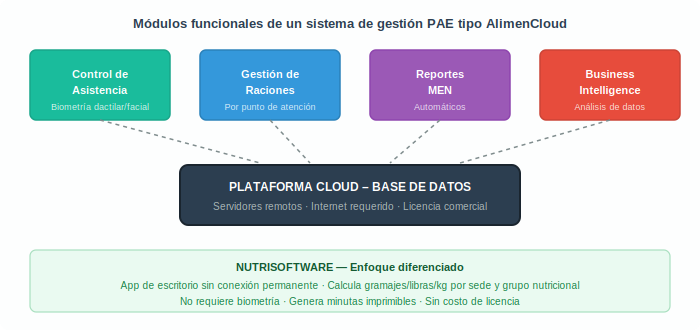 Módulos funcionales de un sistema de gestión PAE tipo AlimenCloud
Control de
Asistencia
Biometría dactilar/facial
Gestión de
Raciones
Por punto de atención
Reportes
MEN
Automáticos
Business
Intelligence
Análisis de datos
PLATAFORMA CLOUD – BASE DE DATOS
Servidores remotos · Internet requerido · Licencia comercial
NUTRISOFTWARE — Enfoque diferenciado
App de escritorio sin conexión permanente · Calcula gramajes/libras/kg por sede y grupo nutricional
No requiere biometría · Genera minutas imprimibles · Sin costo de licencia